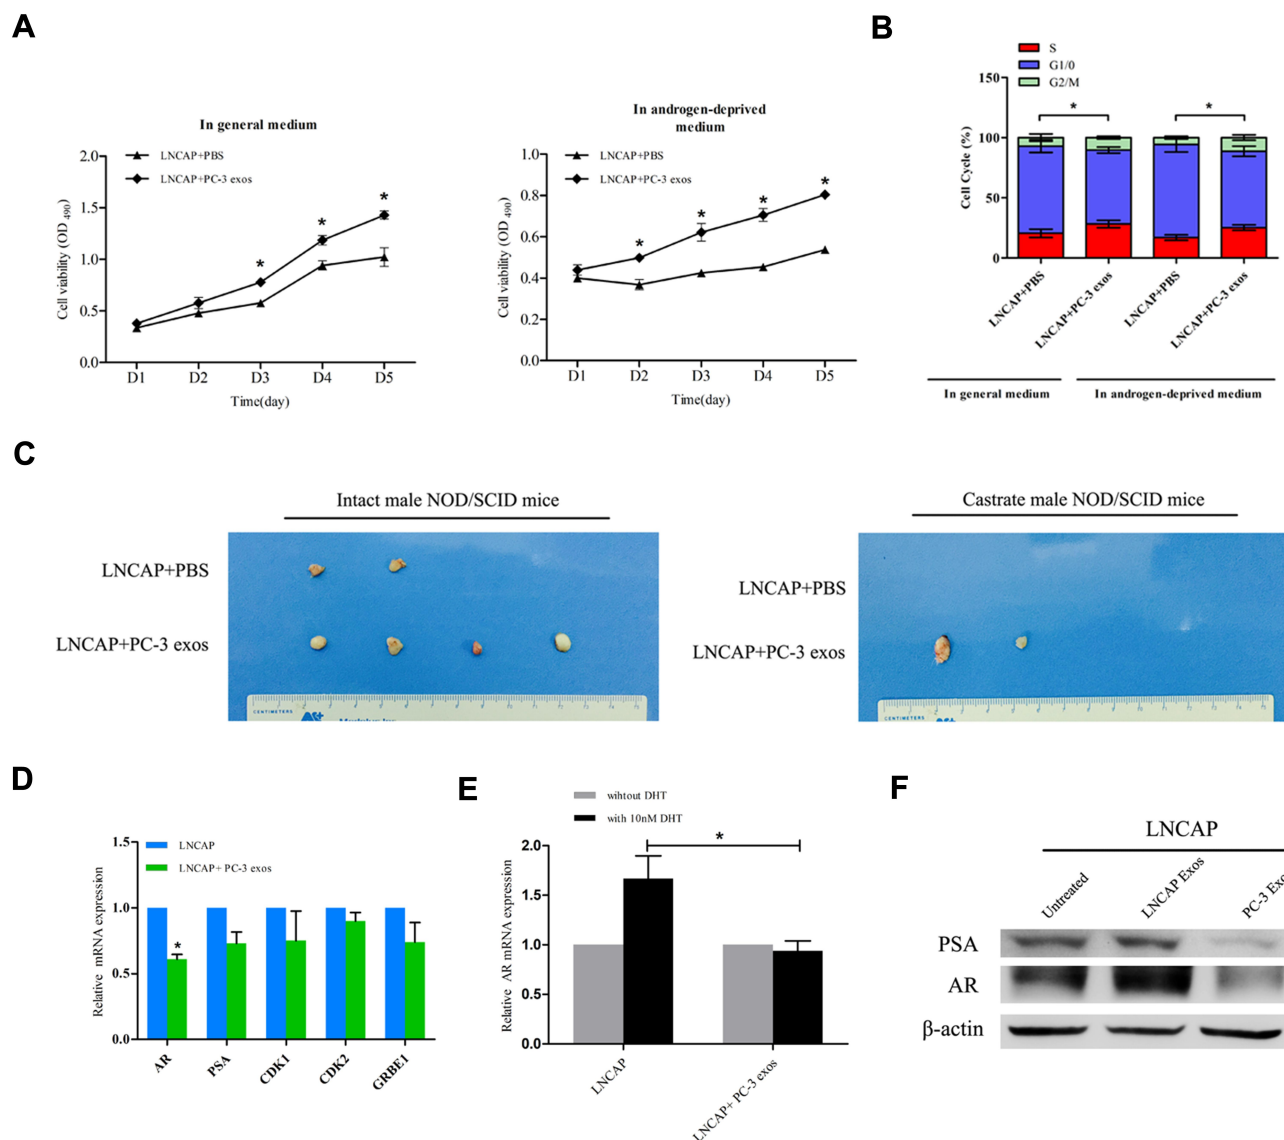 A
In general medium
LNCAP+PBS
LNCAP+PC-3 exos
2.0
1.5
1.0
0.5
0.0
Cell viability (OD 490)
*
*
*
D1 D2 D3 D4 D5
Time(day)
In androgen-deprived
medium
LNCAP+PBS
LNCAP+PC-3 exos
1.0
0.8
0.6
0.4
0.2
0.0
Cell viability (OD 490)
*
*
*
*
D1 D2 D3 D4 D5
Time(day)
B
S
G1/0
G2/M
150
100
50
0
Cell Cycle (%)
*
*
LNCAP+PBS
LNCAP+PC-3 exos
LNCAP+PBS
LNCAP+PC-3 exos
In general medium
In androgen-deprived medium
C
Intact male NOD/SCID mice
LNCAP+PBS
LNCAP+PC-3 exos
CENTIMETERS
Castrate male NOD/SCID mice
LNCAP+PBS
LNCAP+PC-3 exos
CENTIMETERS
D
LNCAP
LNCAP+ PC-3 exos
1.5
1.0
0.5
0.0
Relative mRNA expression
*
AR
PSA
CDK1
CDK2
GRBE1
E
wihtout DHT
with 10nM DHT
2.0
1.5
1.0
0.5
0.0
Relative AR mRNA expression
*
LNCAP
LNCAP+ PC-3 exos
F
LNCAP
Untreated
LNCAP Exos
PC-3 Exo
PSA
AR
β-actin